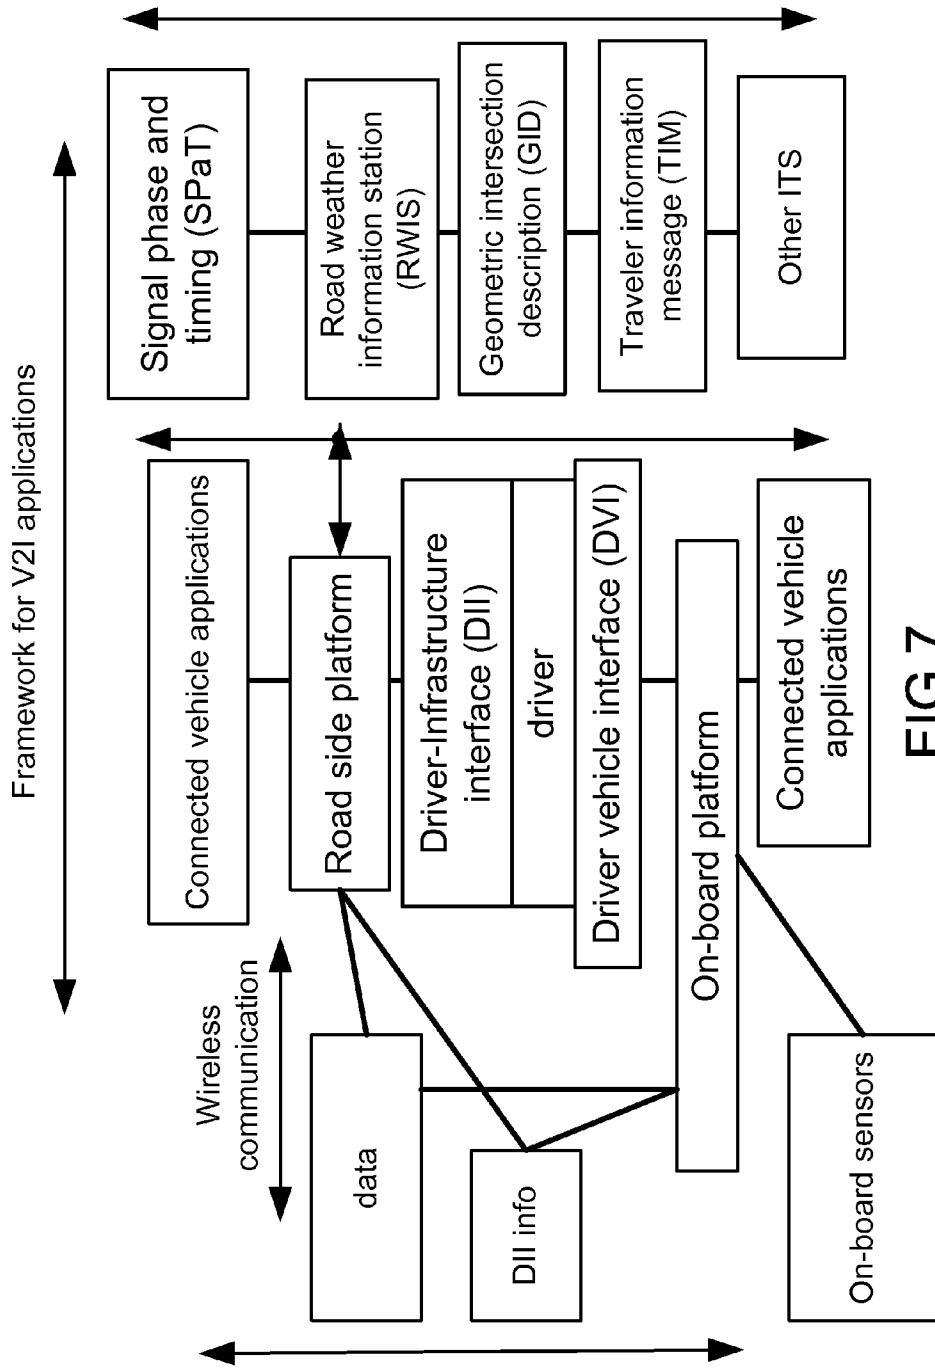 Framework for V2I applications
Wireless
communication
data
DII info
On-board sensors
Connected vehicle applications
Road side platform
Driver-Infrastructure
interface (DII)
driver
Driver vehicle interface (DVI)
On-board platform
Connected vehicle
applications
Signal phase and
timing (SPaT)
Road weather
information station
(RWIS)
Geometric intersection
description (GID)
Traveler information
message (TIM)
Other ITS
FIG 7